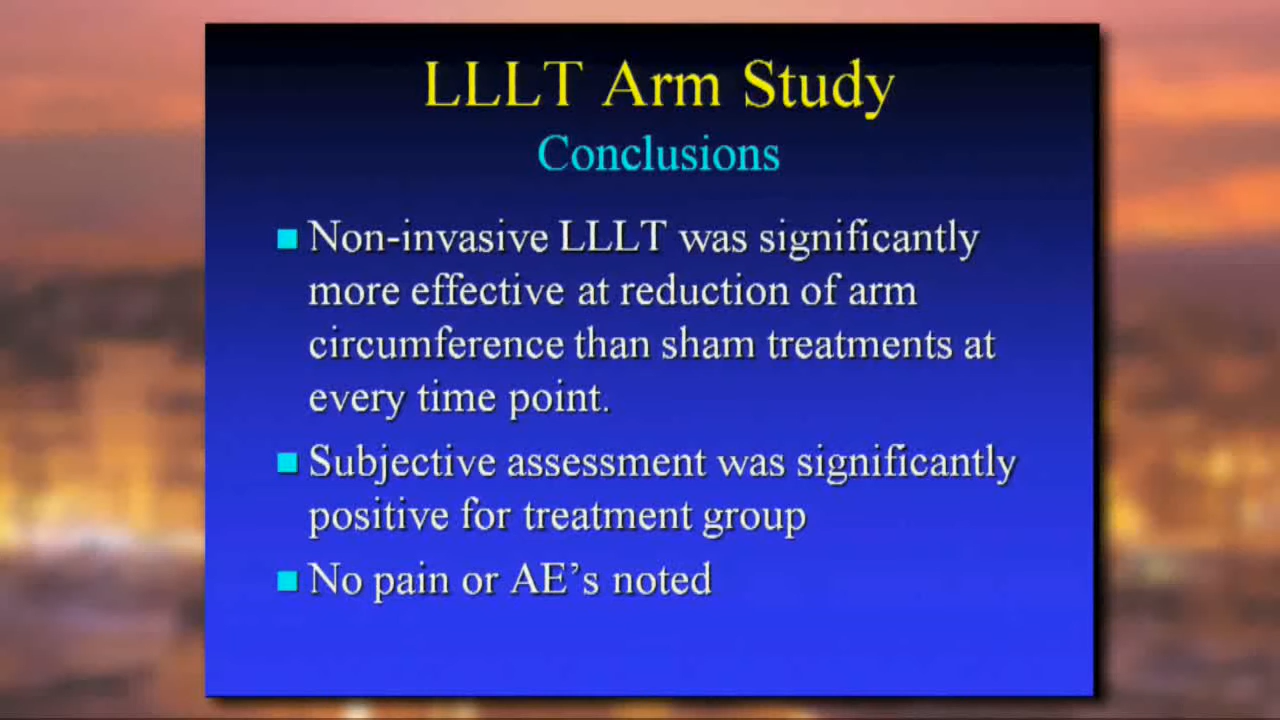 LLLT Arm Study
Conclusions
Non-invasive LLLT was significantly
more effective at reduction of arm
circumference than sham treatments at
every time point.
Subjective assessment was significantly
positive for treatment group
No pain or AE’s noted